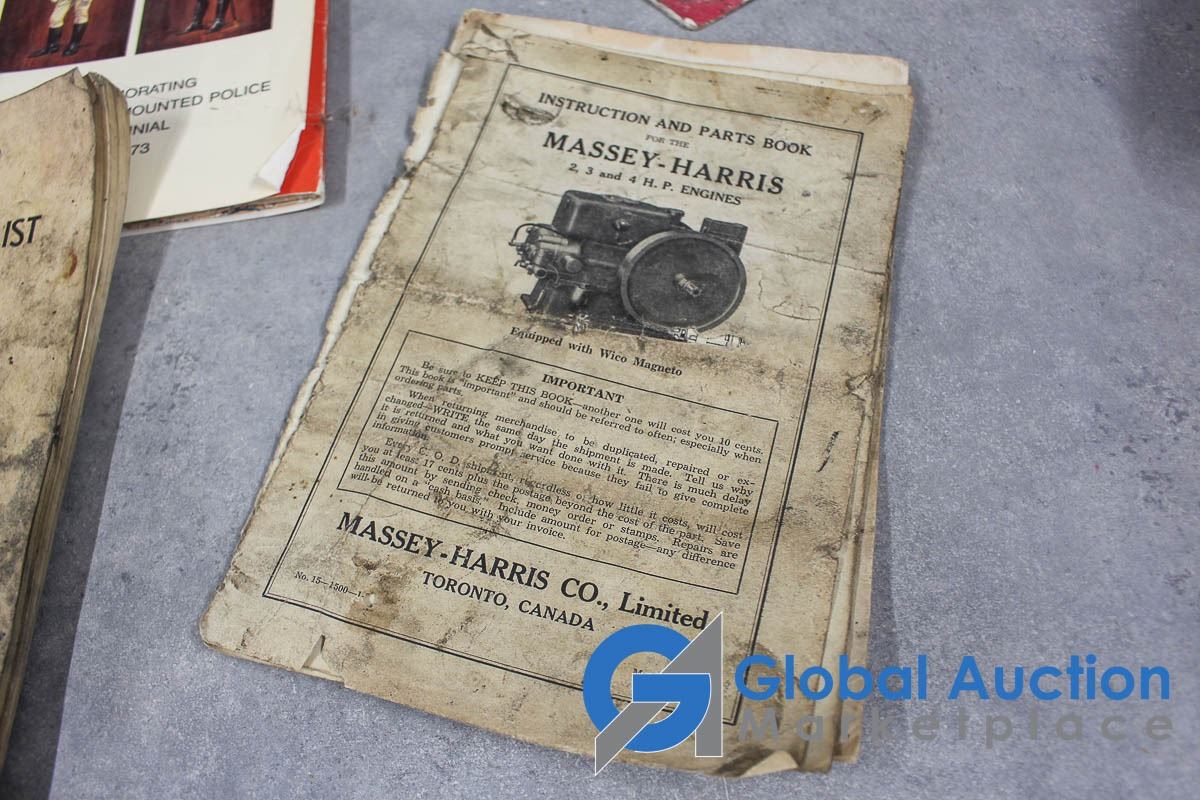 ORATING
OUNTED POLICE
NIAL
73
IST
INSTRUCTION AND PARTS BOOK
FOR THE
MASSEY-HARRIS
2, 3 and 4 H. P. ENGINES
Equipped with Wico Magneto
IMPORTANT
Be sure to KEEP THIS BOOK—another one will cost you 10 cents.
This book is "important" and should be referred to often; especially when
ordering parts.
When returning merchandise to be duplicated, repaired or ex-
changed—WRITE, the same day the shipment is made. Tell us why
it is returned and what you want done with it. There is much delay
in giving customers prompt service because they fail to give complete
information.
Every C. O. D. shipment, regardless of how little it costs, will cost
you at least 17 cents plus the postage beyond the cost of the part. Save
this amount by sending check, money order or stamps. Repairs are
handled on a "cash basis." Include amount for postage—any difference
will be returned to you with your invoice.
MASSEY-HARRIS CO., Limited
TORONTO, CANADA
No. 15—1500—1-
GA Global Auction
Marketplace